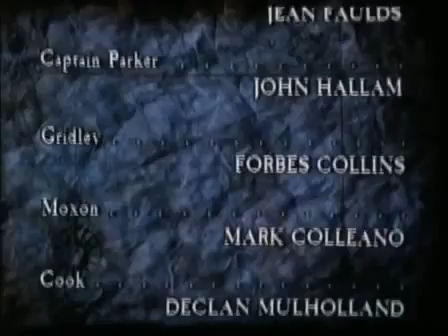 JEAN FAULDS
Captain Parker
JOHN HALLAM
Gridley
FORBES COLLINS
Moxon
MARK COLLEANO
Cook
DECLAN MULHOLLAND